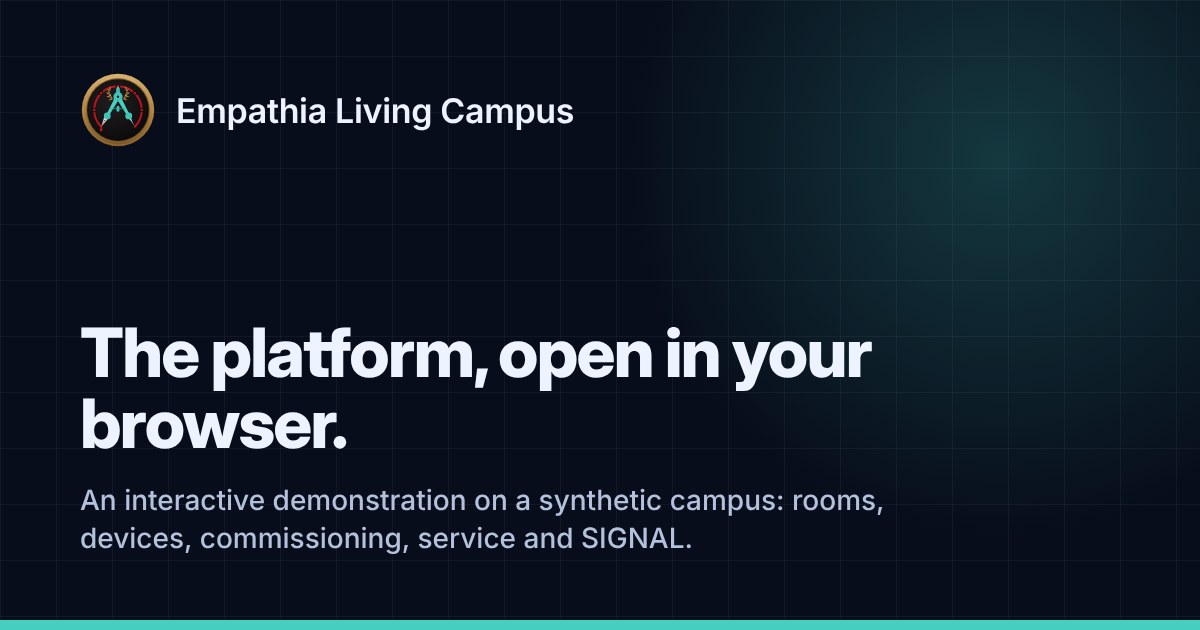 Empathia Living Campus
The platform, open in your
browser.
An interactive demonstration on a synthetic campus: rooms,
devices, commissioning, service and SIGNAL.